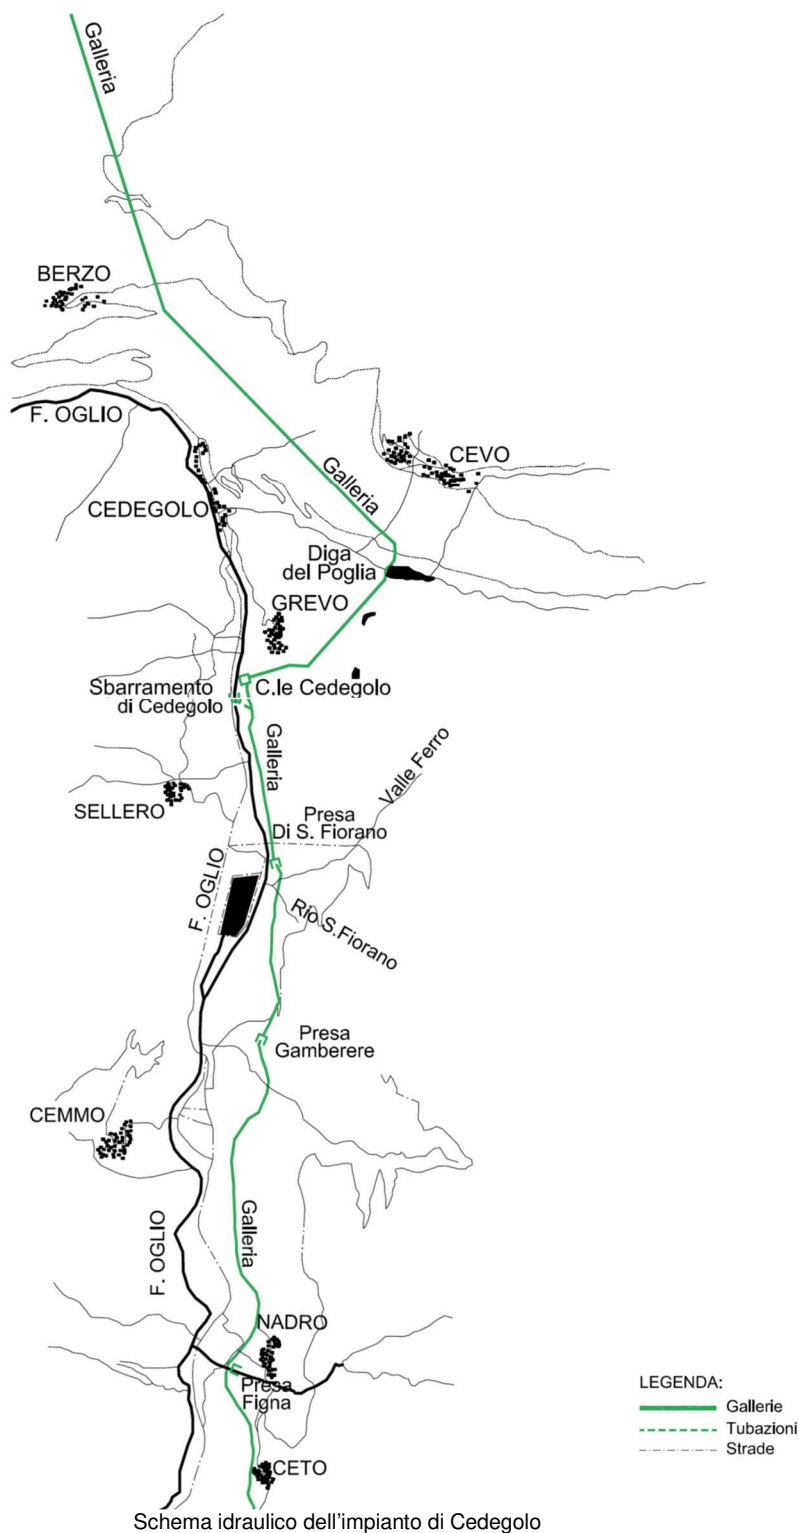 Galleria
BERZO
F. OGLIO
CEVO
Galleria
CEDEGOLO
Diga
del Poglia
GREVO
Sbarramento
di Cedegolo
C.le Cedegolo
Galleria
Valle Ferro
SELLERO
Presa
Di S. Fiorano
F. OGLIO
Rio S.Fiorano
Presa
Gamberere
CEMMO
Galleria
F. OGLIO
NADRO
Presa
Figna
CETO
LEGENDA:
Gallerie
Tubazioni
Strade
Schema idraulico dell'impianto di Cedegolo